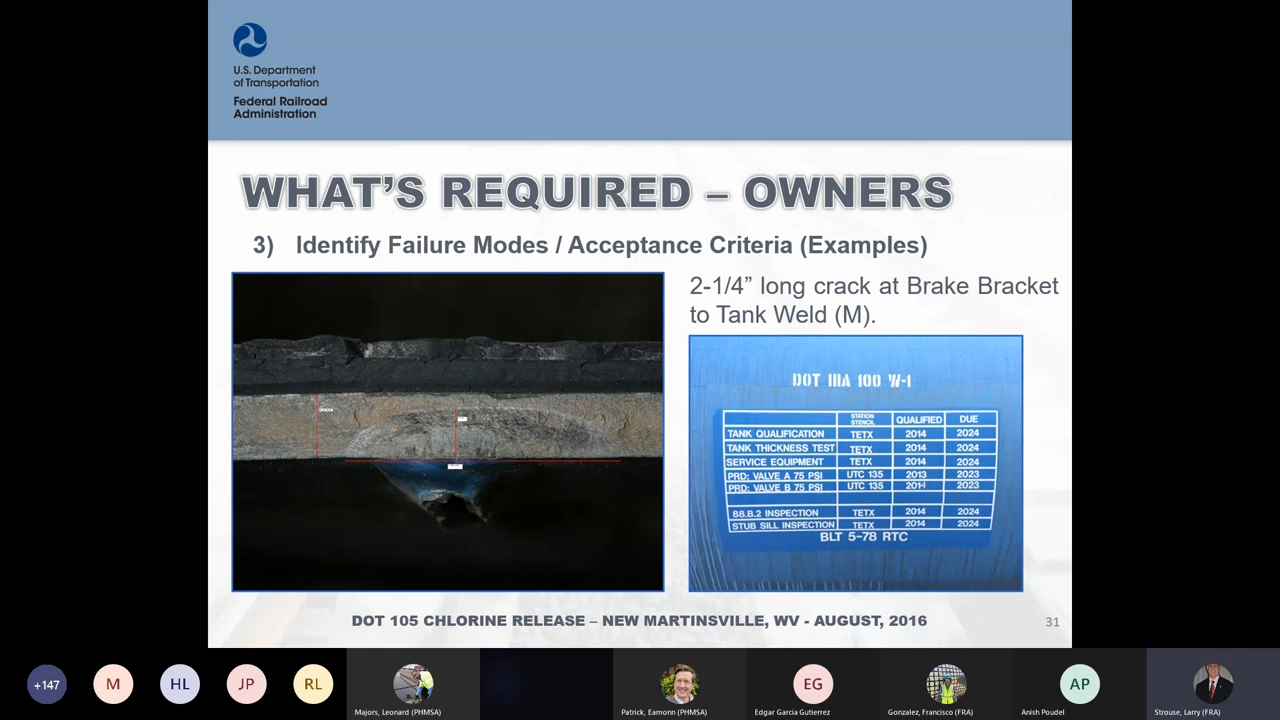 U.S. Department
of Transportation
Federal Railroad
Administration
WHAT'S REQUIRED – OWNERS
3) Identify Failure Modes / Acceptance Criteria (Examples)
2-1/4" long crack at Brake Bracket
to Tank Weld (M).
DOT 111A 100 W-1
STATION STENCIL QUALIFIED DUE
TANK QUALIFICATION TETX 2014 2024
TANK THICKNESS TEST TETX 2014 2024
SERVICE EQUIPMENT TETX 2014 2024
PRD: VALVE A 75 PSI UTC 135 2013 2023
PRD: VALVE B 75 PSI UTC 135 2023
88.B.2 INSPECTION TETX 2014 2024
STUB SILL INSPECTION TETX 2014 2024
BLT 5-78 RTC
DOT 105 CHLORINE RELEASE – NEW MARTINSVILLE, WV - AUGUST, 2016
31
+147
M
HL
JP
RL
Majors, Leonard (PHMSA)
Patrick, Eamonn (PHMSA)
EG
Edgar Garcia Gutierrez
Gonzalez, Francisco (FRA)
AP
Anish Poudel
Strouse, Larry (FRA)